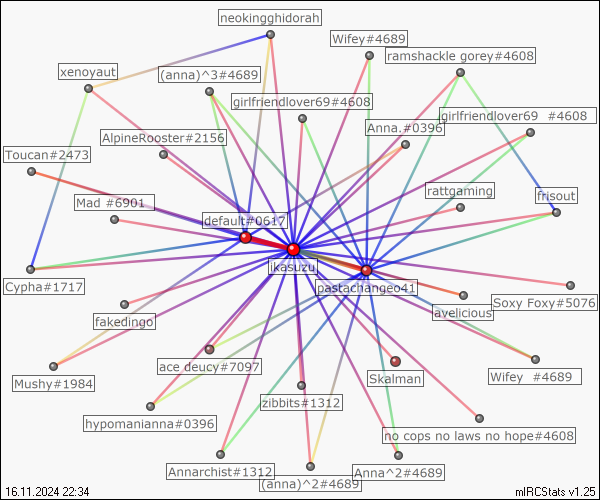 neokingghidorah
Wifey#4689
ramshackle gorey#4608
xenoyaut
(anna)^3#4689
girlfriendlover69#4608
girlfriendlover69 #4608
Anna.#0396
AlpineRooster#2156
Toucan#2473
rattgaming
frisout
Mad #6901
default#0617
ikasuzu
pastachangeo41
Cypha#1717
Soxy Foxy#5076
avelicious
fakedingo
ace deucy#7097
Skalman
Wifey #4689
Mushy#1984
zibbits#1312
hypomanianna#0396
no cops no laws no hope#4608
Annarchist#1312
Anna^2#4689
(anna)^2#4689
16.11.2024 22:34
mIRCStats v1.25